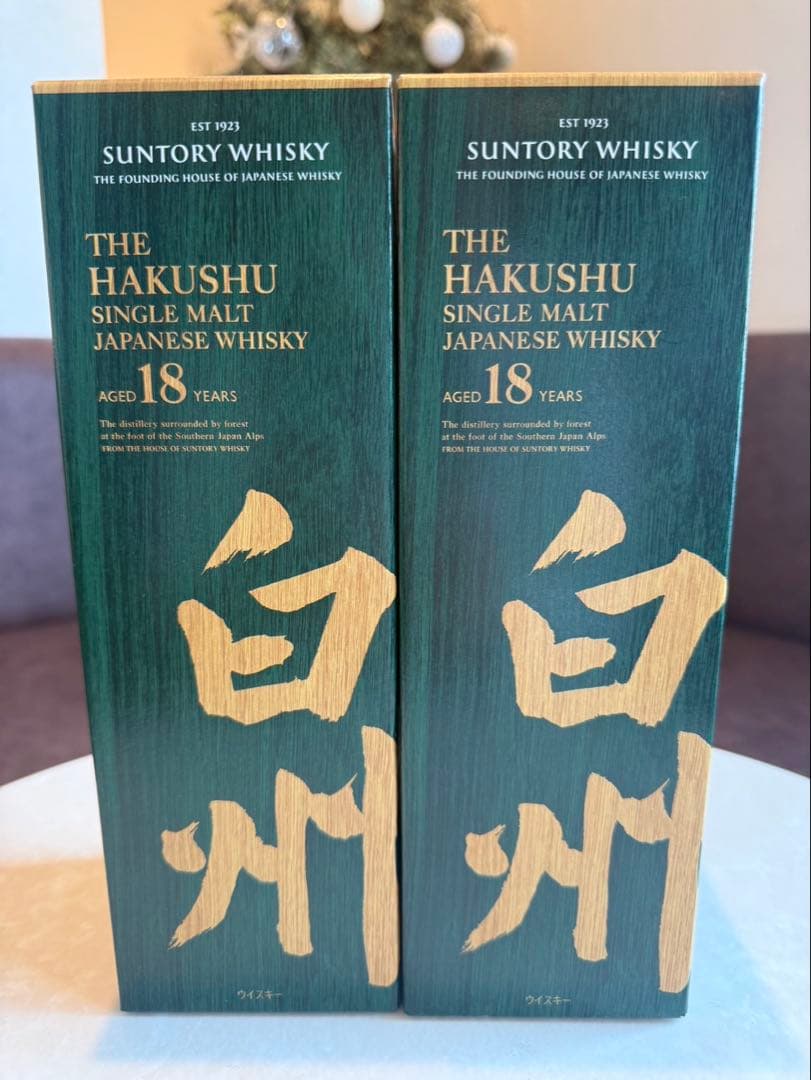 EST 1923
SUNTORY WHISKY
THE FOUNDING HOUSE OF JAPANESE WHISKY
THE
HAKUSHU
SINGLE MALT
JAPANESE WHISKY
AGED 18 YEARS
The distillery surrounded by forest
at the foot of the Southern Japan Alps
FROM THE HOUSE OF SUNTORY WHISKY
白州
ウイスキー
EST 1923
SUNTORY WHISKY
THE FOUNDING HOUSE OF JAPANESE WHISKY
THE
HAKUSHU
SINGLE MALT
JAPANESE WHISKY
AGED 18 YEARS
The distillery surrounded by forest
at the foot of the Southern Japan Alps
FROM THE HOUSE OF SUNTORY WHISKY
白州
ウイスキー